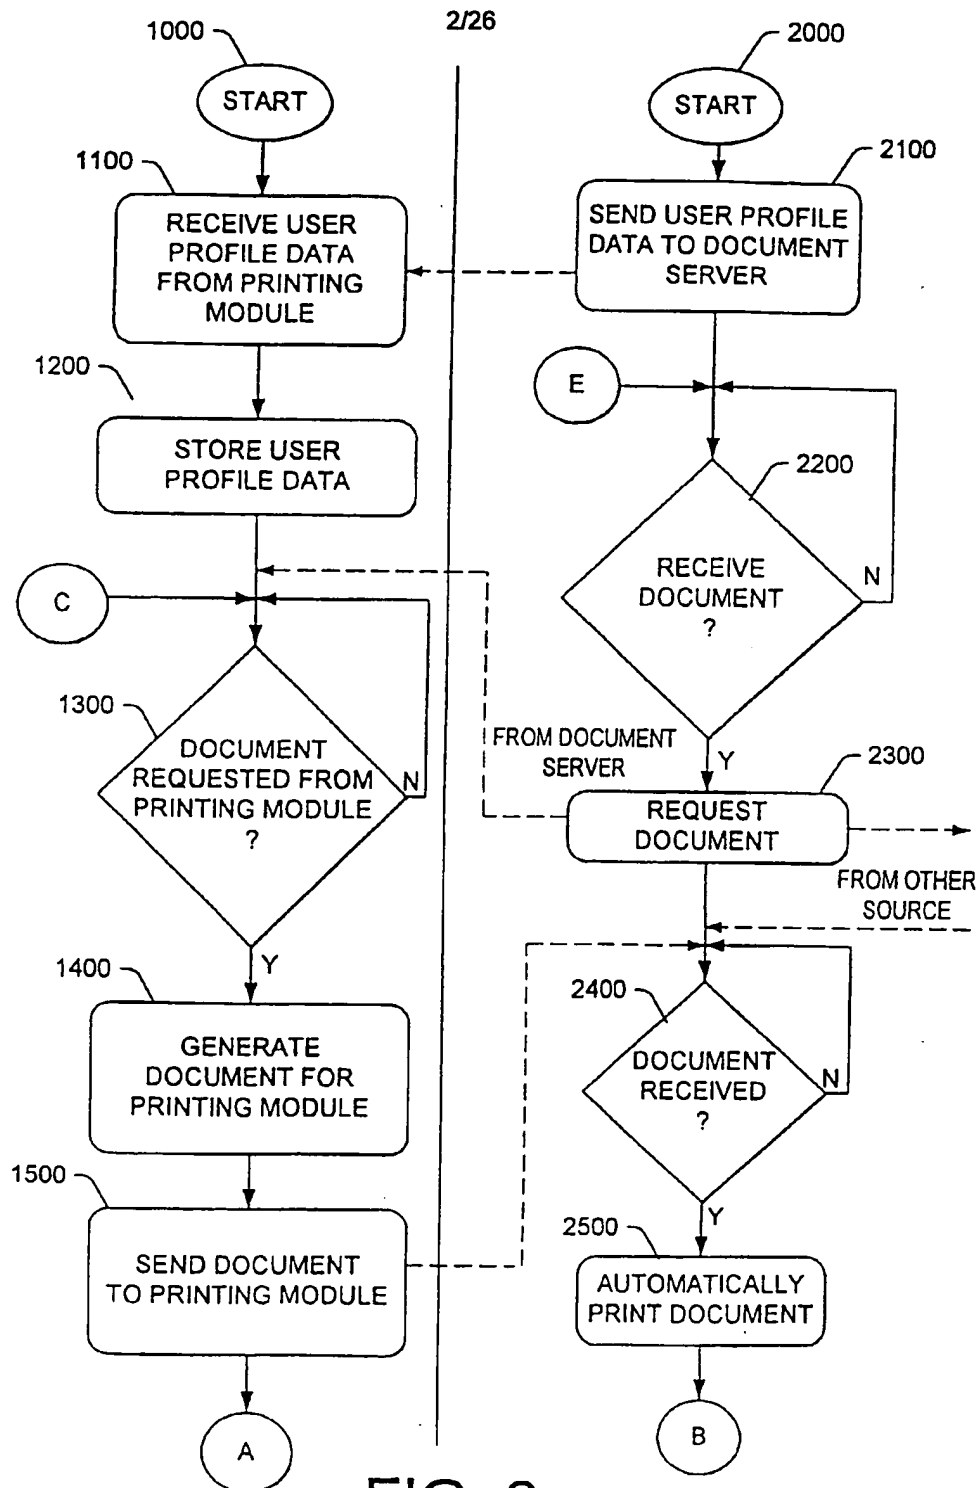 2/26
1000
START
1100
RECEIVE USER
PROFILE DATA
FROM PRINTING
MODULE
1200
STORE USER
PROFILE DATA
C
1300
DOCUMENT
REQUESTED FROM
PRINTING MODULE
?
N
Y
1400
GENERATE
DOCUMENT FOR
PRINTING MODULE
1500
SEND DOCUMENT
TO PRINTING MODULE
A
2000
START
2100
SEND USER PROFILE
DATA TO DOCUMENT
SERVER
E
2200
RECEIVE
DOCUMENT
?
N
Y
FROM DOCUMENT
SERVER
2300
REQUEST
DOCUMENT
FROM OTHER
SOURCE
2400
DOCUMENT
RECEIVED
?
N
Y
2500
AUTOMATICALLY
PRINT DOCUMENT
B